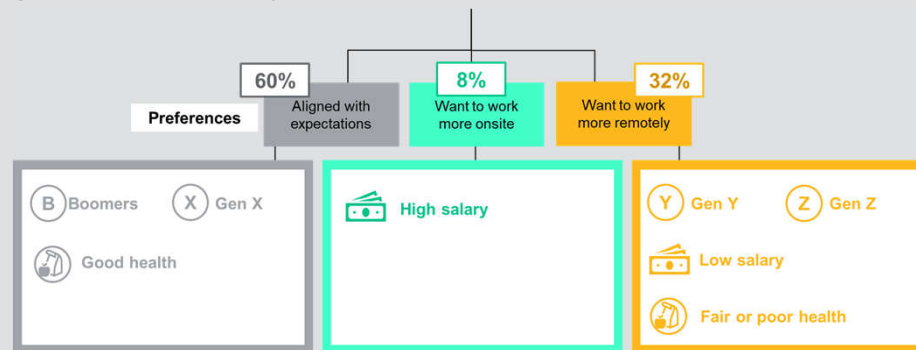 60%
8%
32%
Preferences
Aligned with
expectations
Want to work
more onsite
Want to work
more remotely
B Boomers
X Gen X
Good health
High salary
Y Gen Y
Z Gen Z
Low salary
Fair or poor health